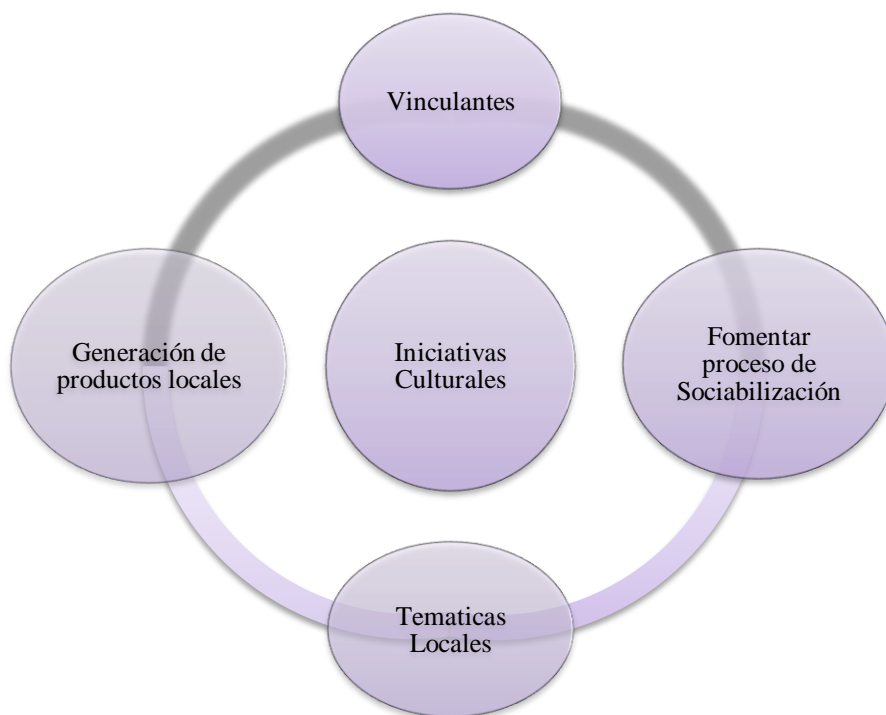 Vinculantes
Generación de
productos locales
Iniciativas
Culturales
Fomentar
proceso de
Sociabilización
Tematicas
Locales